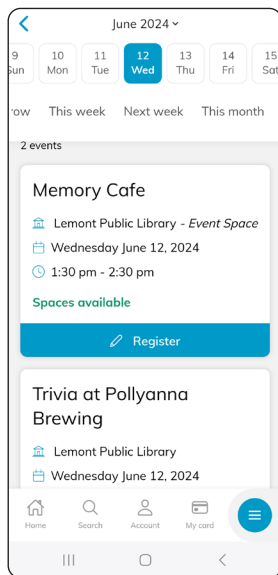 June 2024
9 10 11 12 13 14 15
Sun Mon Tue Wed Thu Fri Sat
row This week Next week This month
2 events
Memory Cafe
Lemont Public Library - Event Space
Wednesday June 12, 2024
1:30 pm - 2:30 pm
Spaces available
Register
Trivia at Pollyanna
Brewing
Lemont Public Library
Wednesday June 12, 2024
Home Search Account My card